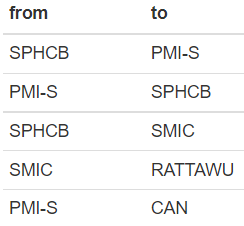 from to
SPHCB PMI-S
PMI-S SPHCB
SPHCB SMIC
SMIC RATTAWU
PMI-S CAN